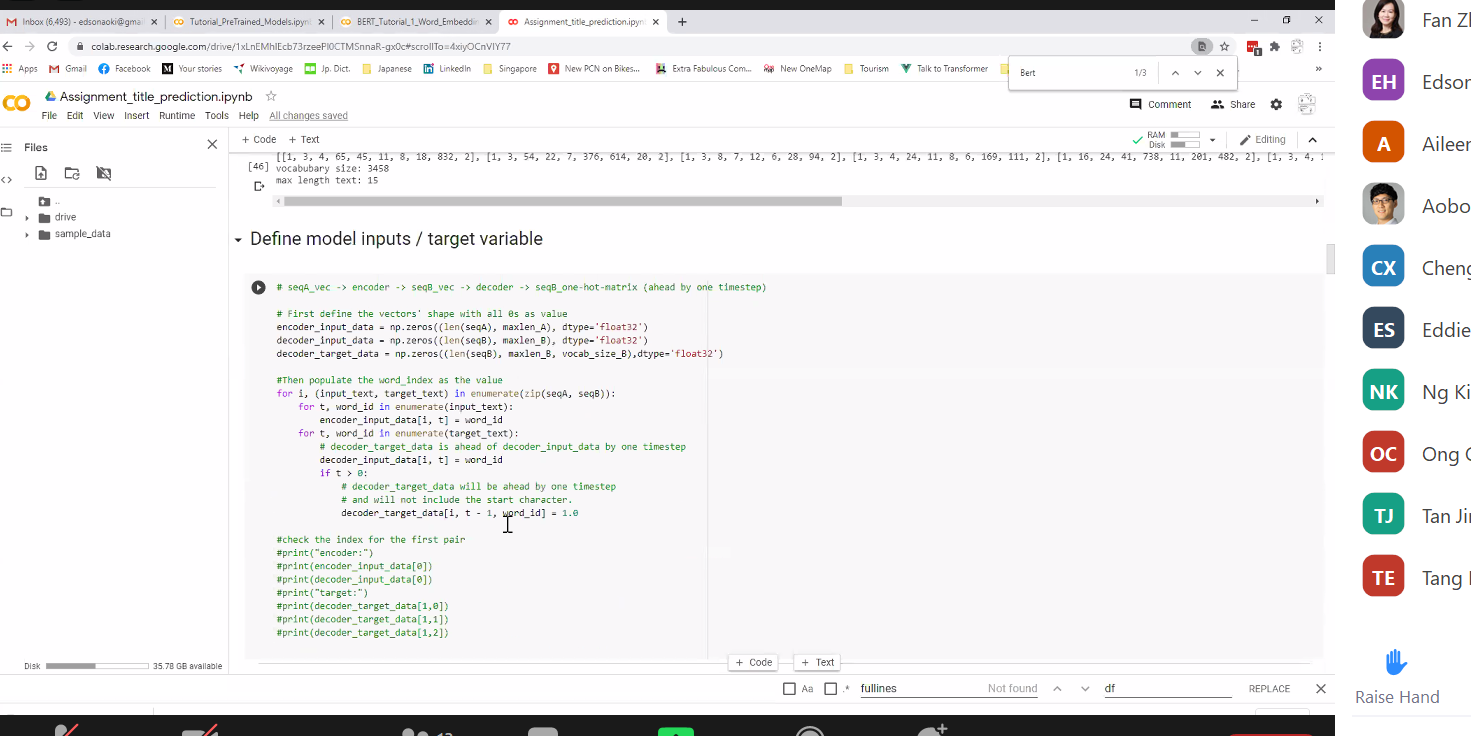 Inbox (6,493) - edsonaoki@gmai
Tutorial_PreTrained_Models.ipynl
BERT_Tutorial_1_Word_Embeddin
Assignment_title_prediction.ipyn
colab.research.google.com/drive/1xLnEMhIEcb73rzeePl0CTMSnnaR-gx0c#scrollTo=4xiyOCnVIY77
Apps
Gmail
Facebook
Your stories
Wikivoyage
Jp. Dict.
Japanese
LinkedIn
Singapore
New PCN on Bikes...
Extra Fabulous Com...
New OneMap
Tourism
Talk to Transformer
Bert
1/3
Assignment_title_prediction.ipynb
File Edit View Insert Runtime Tools Help All changes saved
Comment
Share
Files
+ Code + Text
RAM
Disk
Editing
..
drive
sample_data
[[1, 3, 4, 65, 45, 11, 8, 18, 832, 2], [1, 3, 54, 22, 7, 376, 614, 20, 2], [1, 3, 8, 7, 12, 6, 28, 94, 2], [1, 3, 4, 24, 11, 8, 6, 169, 111, 2], [1, 16, 24, 41, 738, 11, 201, 482, 2], [1, 3, 4,
[46] vocabubary size: 3458
max length text: 15
Define model inputs / target variable
# seqA_vec -> encoder -> seqB_vec -> decoder -> seqB_one-hot-matrix (ahead by one timestep)
# First define the vectors' shape with all 0s as value
encoder_input_data = np.zeros((len(seqA), maxlen_A), dtype='float32')
decoder_input_data = np.zeros((len(seqB), maxlen_B), dtype='float32')
decoder_target_data = np.zeros((len(seqB), maxlen_B, vocab_size_B),dtype='float32')
#Then populate the word_index as the value
for i, (input_text, target_text) in enumerate(zip(seqA, seqB)):
for t, word_id in enumerate(input_text):
encoder_input_data[i, t] = word_id
for t, word_id in enumerate(target_text):
# decoder_target_data is ahead of decoder_input_data by one timestep
decoder_input_data[i, t] = word_id
if t > 0:
# decoder_target_data will be ahead by one timestep
# and will not include the start character.
decoder_target_data[i, t - 1, word_id] = 1.0
#check the index for the first pair
#print("encoder:")
#print(encoder_input_data[0])
#print(decoder_input_data[0])
#print("target:")
#print(decoder_target_data[1,0])
#print(decoder_target_data[1,1])
#print(decoder_target_data[1,2])
+ Code + Text
Disk
35.78 GB available
Aa
.*
fullines
Not found
df
REPLACE
Fan Zh
EH Edson
A Aileen
Aobo
CX Cheng
ES Eddie
NK Ng Ki
OC Ong C
TJ Tan Jin
TE Tang
Raise Hand